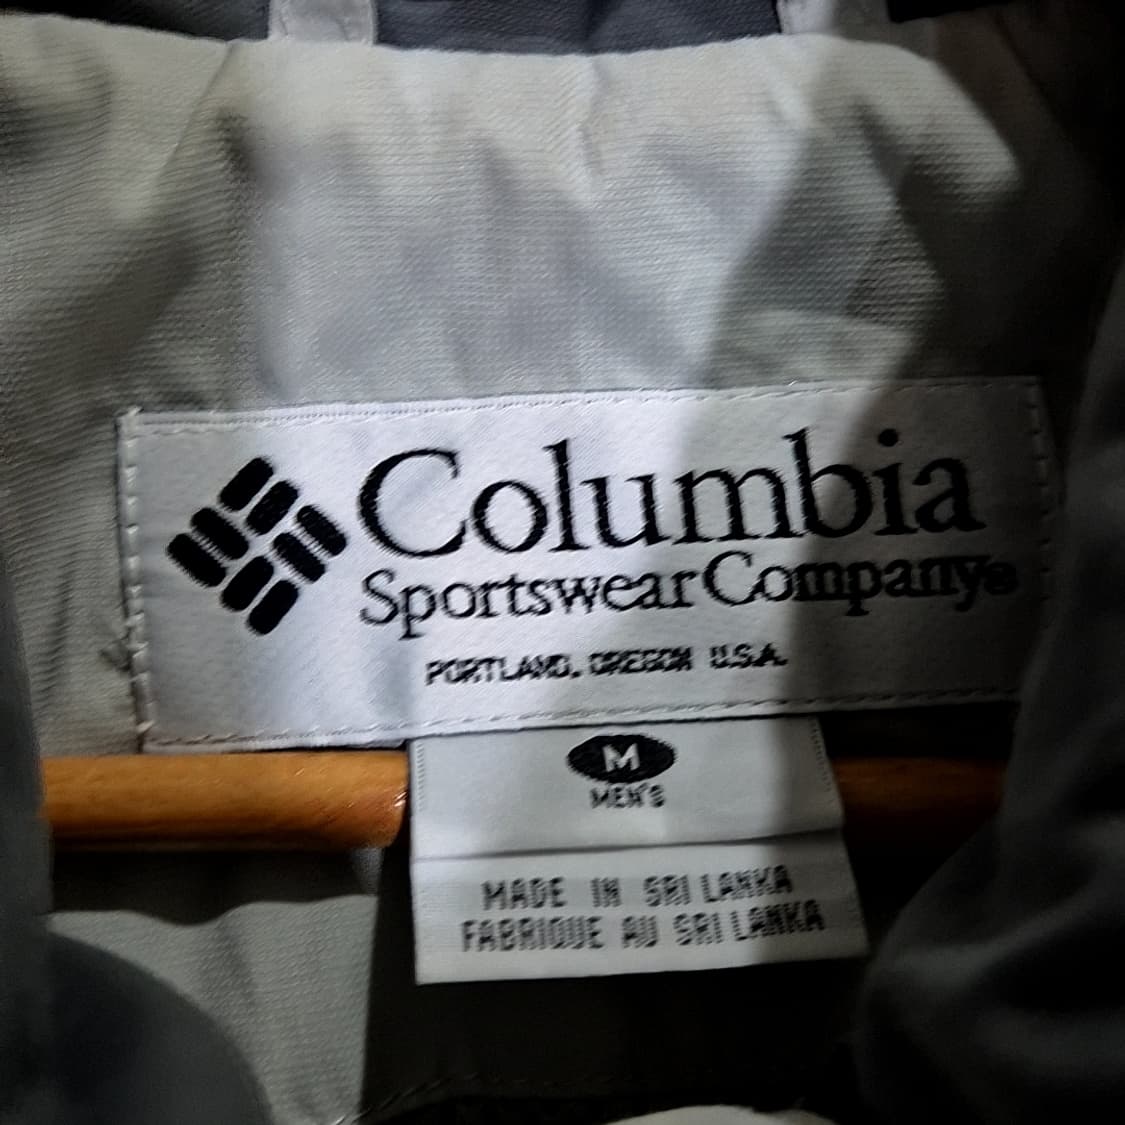 Columbia
Sportswear Company®
PORTLAND, OREGON U.S.A.
M
MEN'S
MADE IN SRI LANKA
FABRIQUE AU SRI LANKA